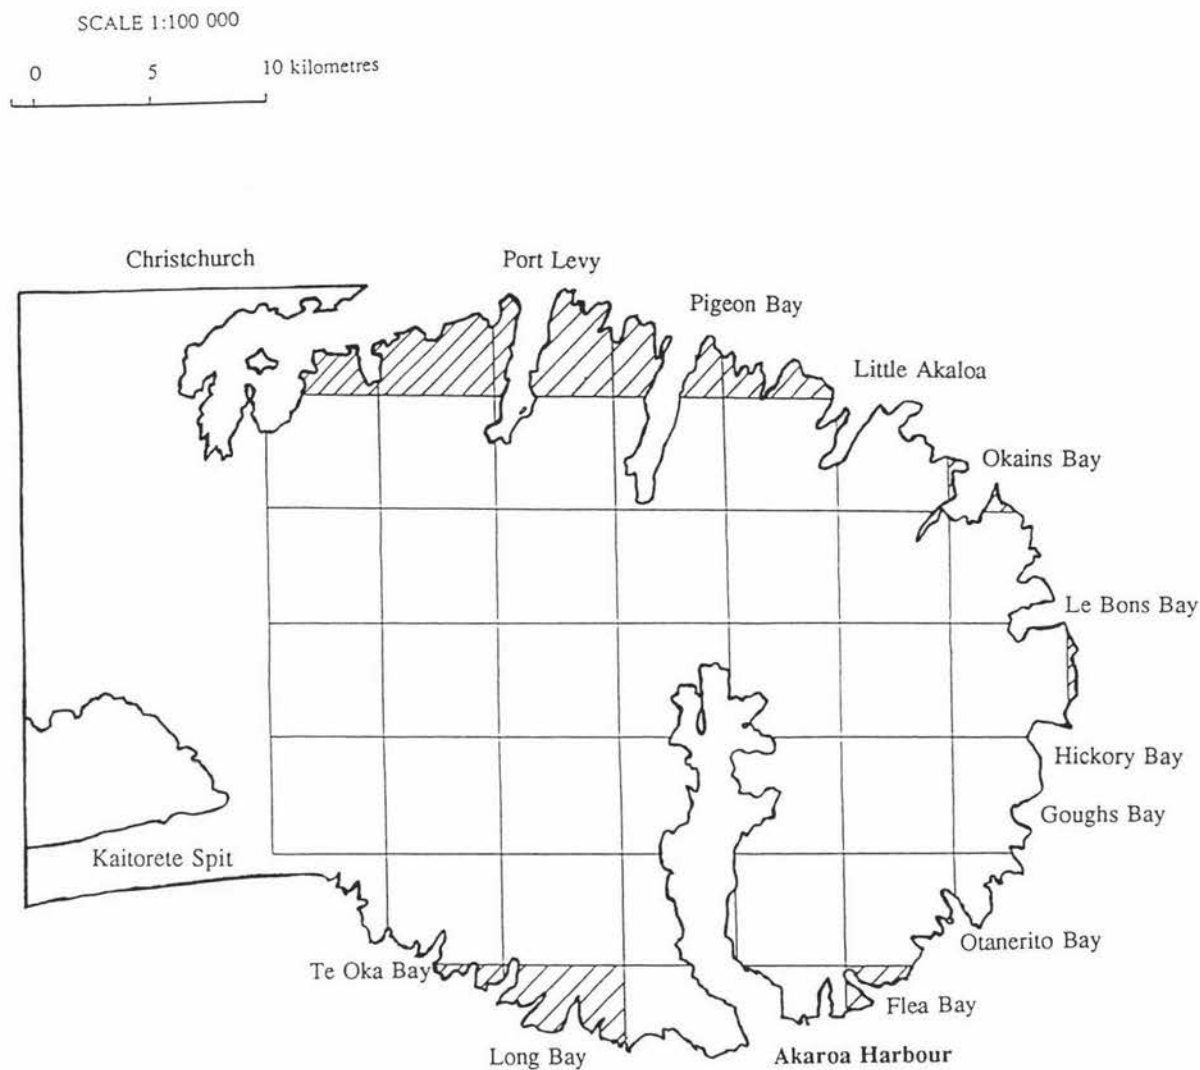 SCALE 1:100 000
0 5 10 kilometres
Christchurch
Port Levy
Pigeon Bay
Little Akaloa
Okains Bay
Le Bons Bay
Hickory Bay
Goughs Bay
Kaitorete Spit
Otanerito Bay
Te Oka Bay
Flea Bay
Long Bay
Akaroa Harbour